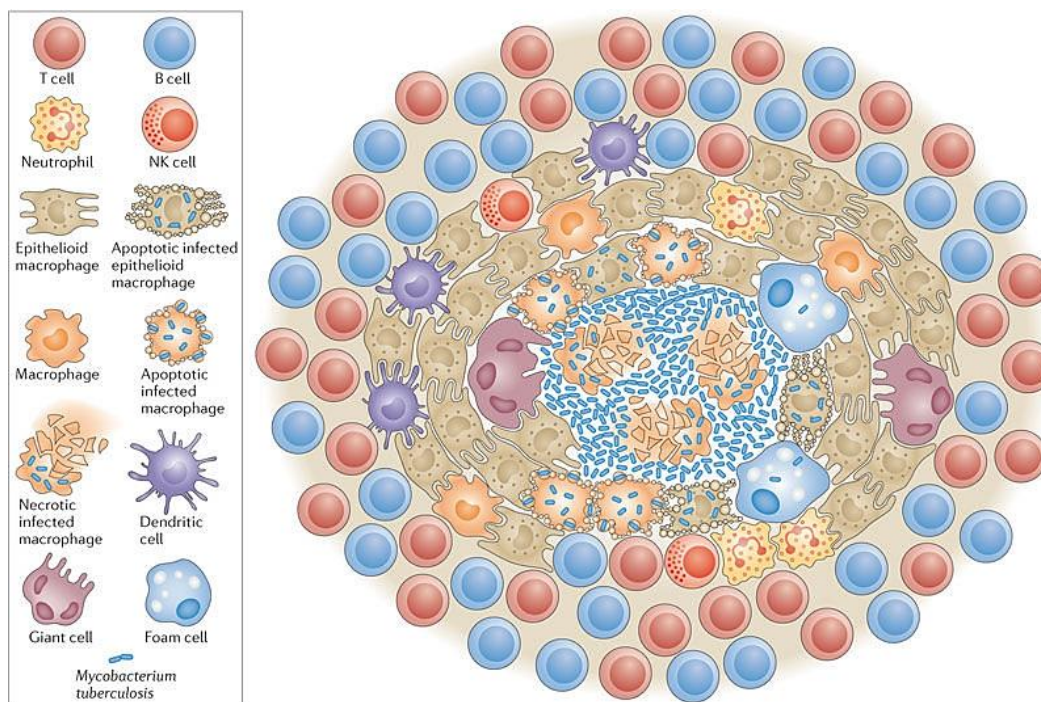 T cell
B cell
Neutrophil
NK cell
Epithelioid
macrophage
Apoptotic infected
epithelioid
macrophage
Macrophage
Apoptotic
infected
macrophage
Necrotic
infected
macrophage
Dendritic
cell
Giant cell
Foam cell
Mycobacterium
tuberculosis